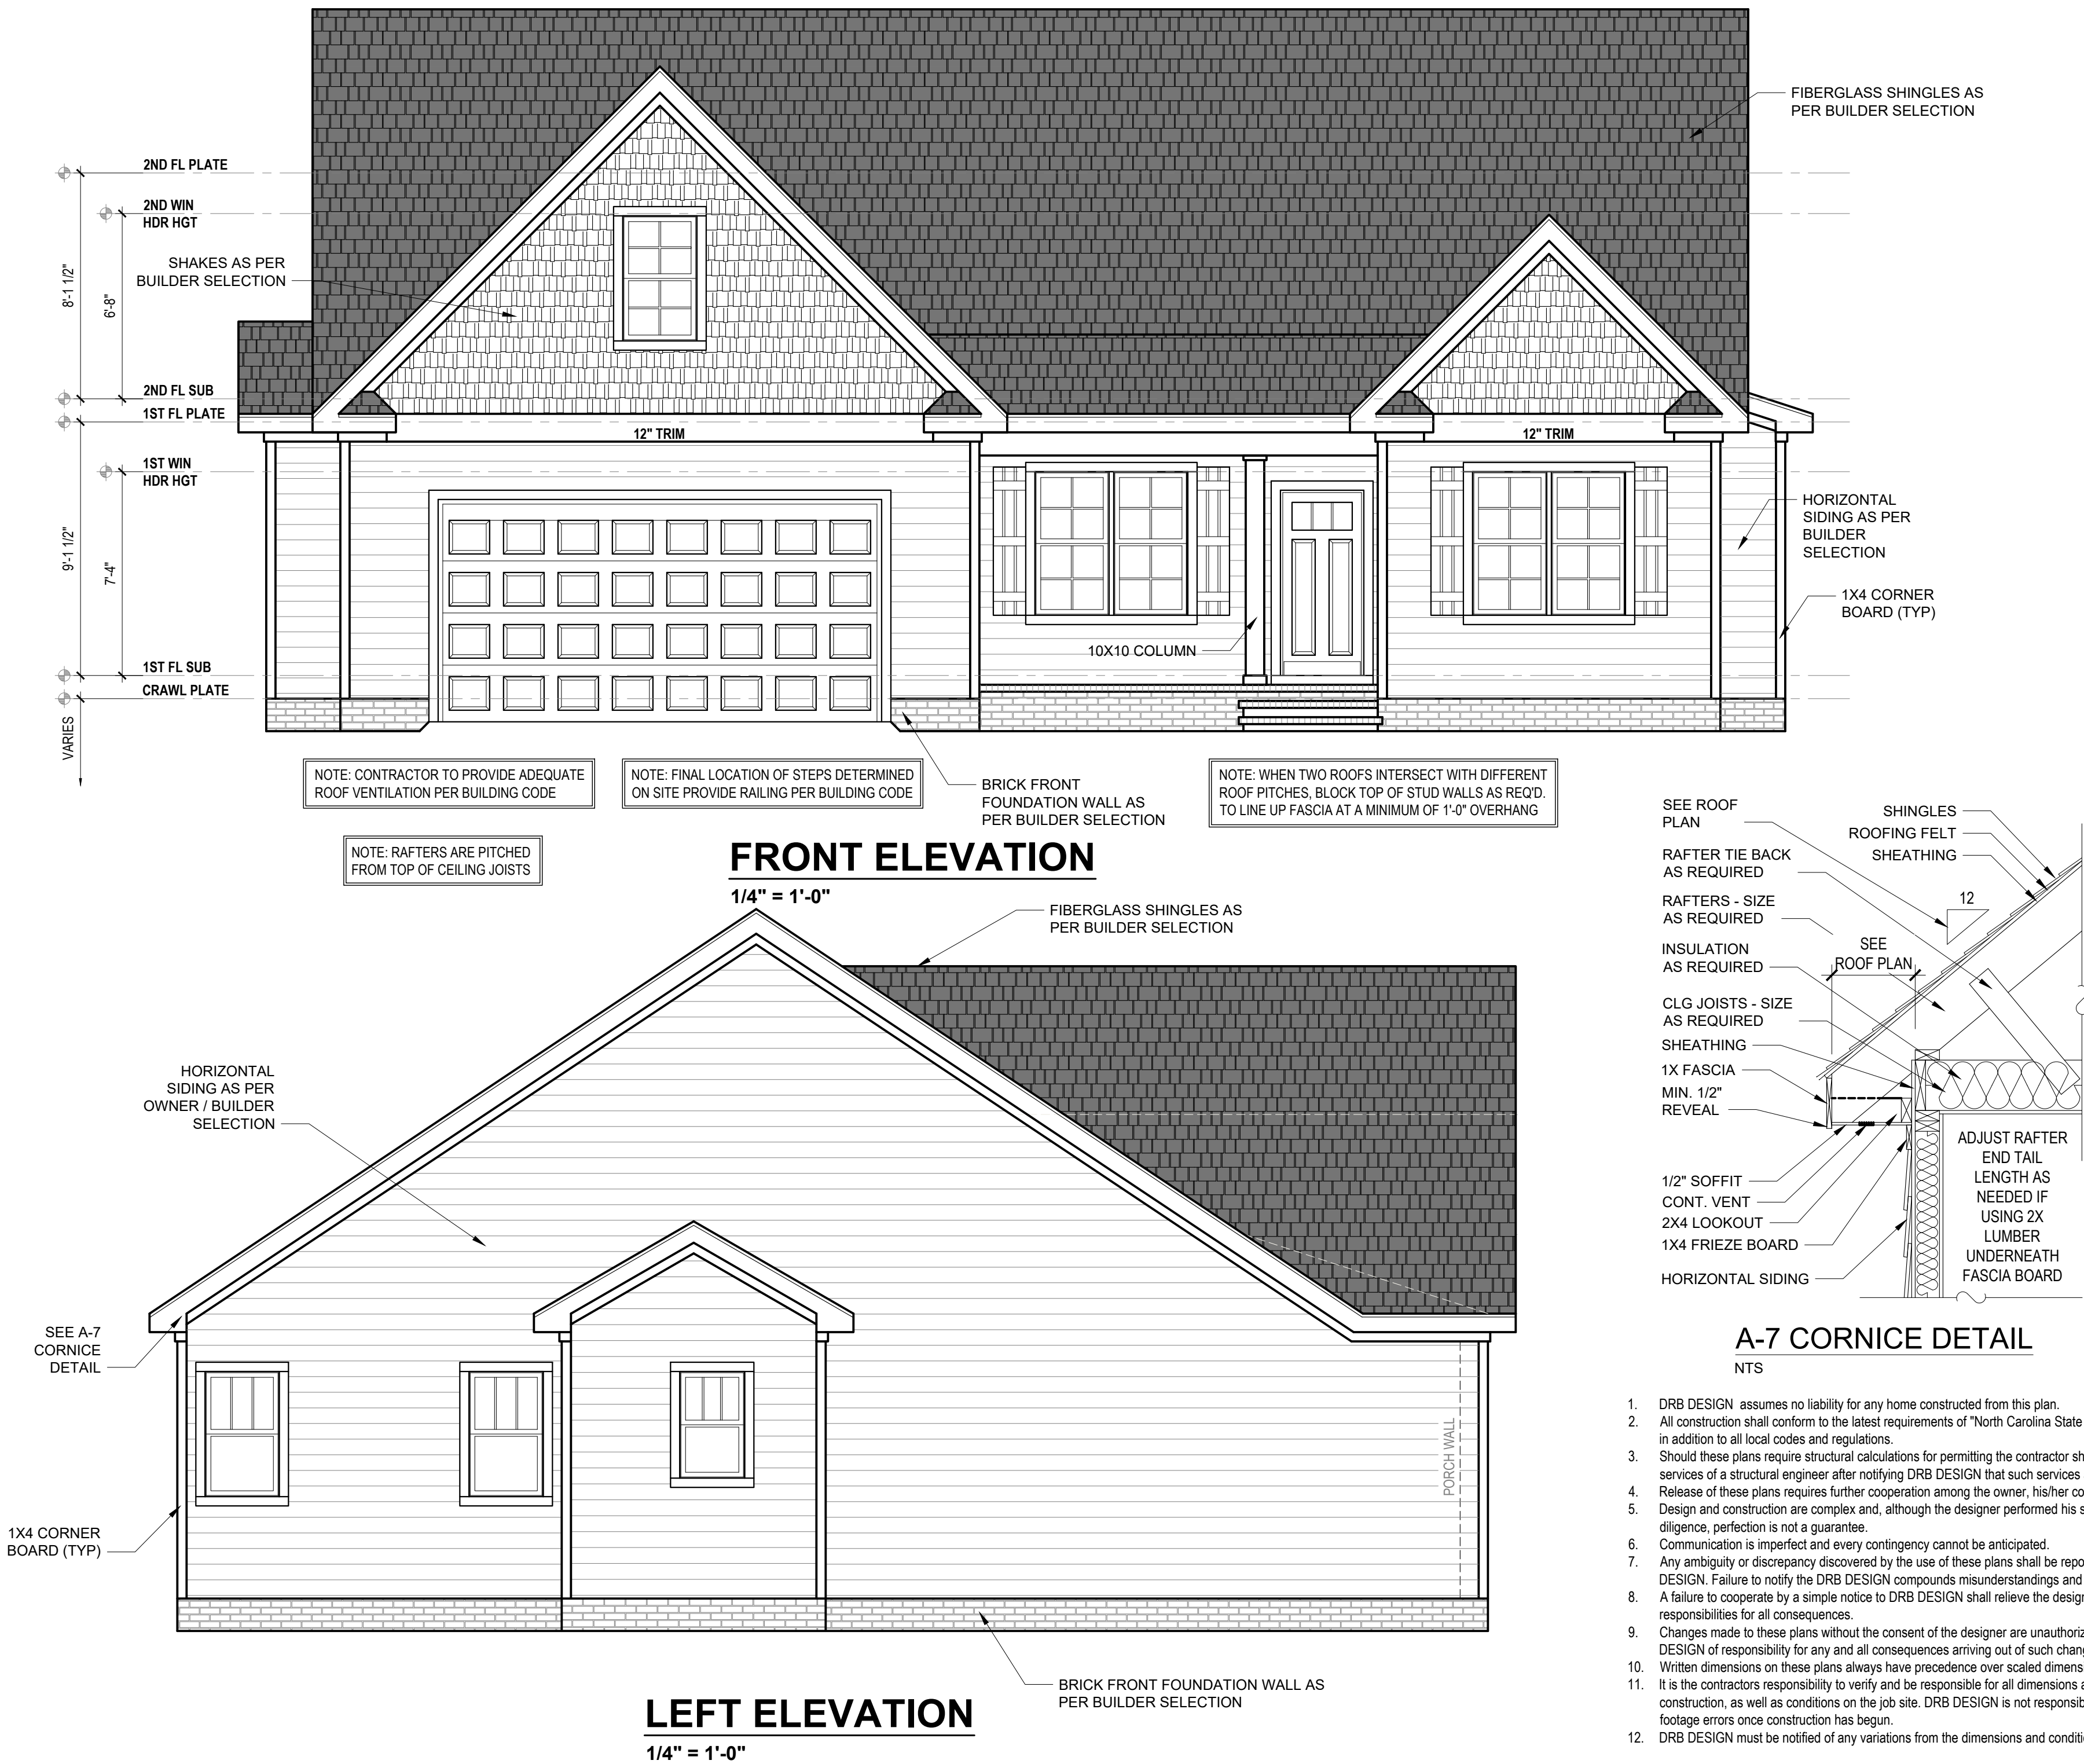 FIBERGLASS SHINGLES AS
PER BUILDER SELECTION
2ND FL PLATE
2ND WIN
HDR HGT
SHAKES AS PER
BUILDER SELECTION
8'-1 1/2"
6'-8"
2ND FL SUB
1ST FL PLATE
12" TRIM
12" TRIM
1ST WIN
HDR HGT
HORIZONTAL
SIDING AS PER
BUILDER
SELECTION
9'-1 1/2"
7'-4"
1X4 CORNER
BOARD (TYP)
10X10 COLUMN
1ST FL SUB
CRAWL PLATE
VARIES
NOTE: CONTRACTOR TO PROVIDE ADEQUATE
ROOF VENTILATION PER BUILDING CODE
NOTE: FINAL LOCATION OF STEPS DETERMINED
ON SITE PROVIDE RAILING PER BUILDING CODE
BRICK FRONT
FOUNDATION WALL AS
PER BUILDER SELECTION
NOTE: WHEN TWO ROOFS INTERSECT WITH DIFFERENT
ROOF PITCHES, BLOCK TOP OF STUD WALLS AS REQ'D.
TO LINE UP FASCIA AT A MINIMUM OF 1'-0" OVERHANG
NOTE: RAFTERS ARE PITCHED
FROM TOP OF CEILING JOISTS
FRONT ELEVATION
1/4" = 1'-0"
FIBERGLASS SHINGLES AS
PER BUILDER SELECTION
HORIZONTAL
SIDING AS PER
OWNER / BUILDER
SELECTION
SEE A-7
CORNICE
DETAIL
1X4 CORNER
BOARD (TYP)
PORCH WALL
BRICK FRONT FOUNDATION WALL AS
PER BUILDER SELECTION
LEFT ELEVATION
1/4" = 1'-0"
SEE ROOF
PLAN
SHINGLES
ROOFING FELT
SHEATHING
RAFTER TIE BACK
AS REQUIRED
12
RAFTERS - SIZE
AS REQUIRED
SEE
ROOF PLAN
INSULATION
AS REQUIRED
CLG JOISTS - SIZE
AS REQUIRED
SHEATHING
1X FASCIA
MIN. 1/2"
REVEAL
1/2" SOFFIT
CONT. VENT
2X4 LOOKOUT
1X4 FRIEZE BOARD
HORIZONTAL SIDING
ADJUST RAFTER
END TAIL
LENGTH AS
NEEDED IF
USING 2X
LUMBER
UNDERNEATH
FASCIA BOARD
A-7 CORNICE DETAIL
NTS
1. DRB DESIGN assumes no liability for any home constructed from this plan.
2. All construction shall conform to the latest requirements of "North Carolina State
in addition to all local codes and regulations.
3. Should these plans require structural calculations for permitting the contractor
services of a structural engineer after notifying DRB DESIGN that such services
4. Release of these plans requires further cooperation among the owner, his/her
5. Design and construction are complex and, although the designer performed his
diligence, perfection is not a guarantee.
6. Communication is imperfect and every contingency cannot be anticipated.
7. Any ambiguity or discrepancy discovered by the use of these plans shall be
DESIGN. Failure to notify the DRB DESIGN compounds misunderstandings and
8. A failure to cooperate by a simple notice to DRB DESIGN shall relieve the
responsibilities for all consequences.
9. Changes made to these plans without the consent of the designer are
DESIGN of responsibility for any and all consequences arriving out of such
10. Written dimensions on these plans always have precedence over scaled
11. It is the contractors responsibility to verify and be responsible for all dimensions
construction, as well as conditions on the job site. DRB DESIGN is not
footage errors once construction has begun.
12. DRB DESIGN must be notified of any variations from the dimensions and